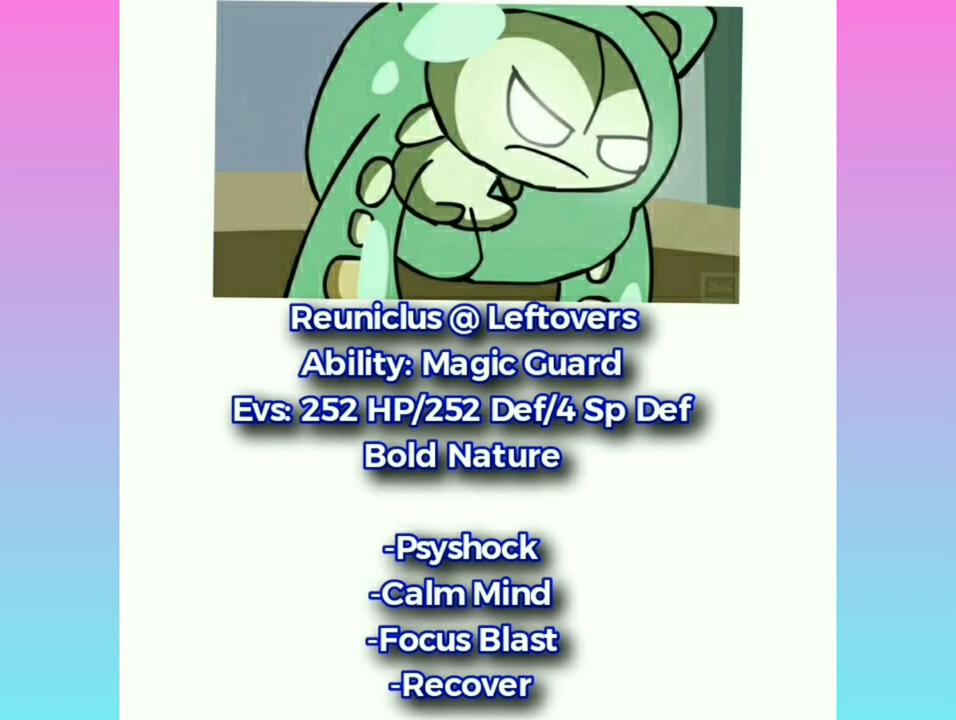 Reuniclus @ Leftovers
Ability: Magic Guard
Evs: 252 HP/252 Def/4 Sp Def
Bold Nature
-Psyshock
-Calm Mind
-Focus Blast
-Recover